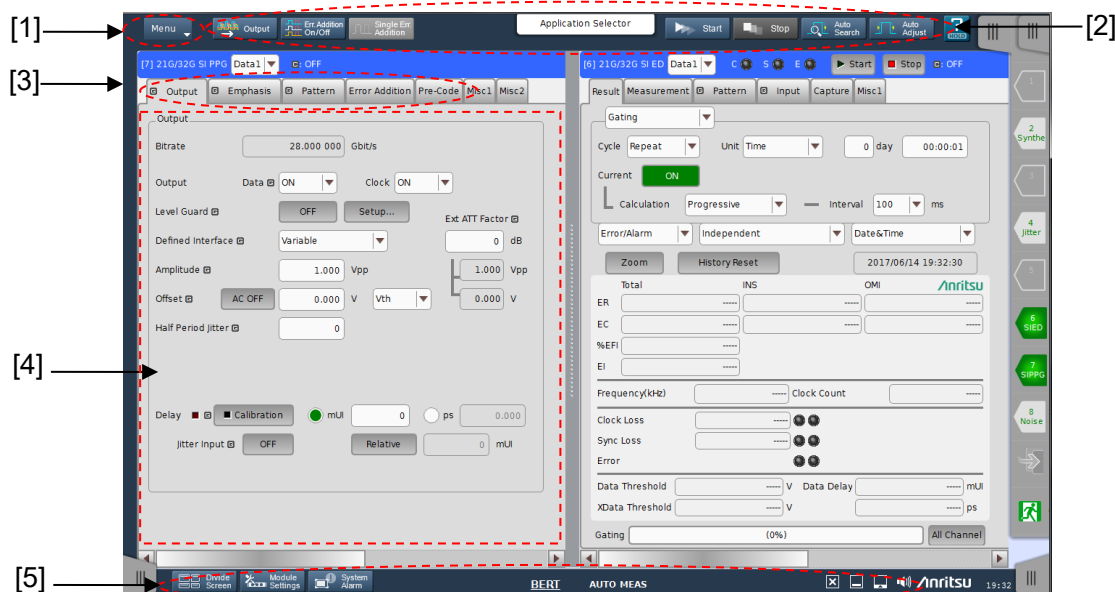 [1]
Menu
Output
Err.Addition On/Off
Single Err Addition
Application Selector
Start
Stop
Auto Search
Auto Adjust
?
HOLD
[2]
[7] 21G/32G SI PPG
Data1
: OFF
[6] 21G/32G SI ED
Data1
C
S
E
Start
Stop
: OFF
[3]
Output
Emphasis
Pattern
Error Addition
Pre-Code
Misc1
Misc2
Result
Measurement
Pattern
Input
Capture
Misc1
Output
Bitrate
28.000 000
Gbit/s
Output
Data
ON
Clock
ON
Level Guard
OFF
Setup...
Ext ATT Factor
Defined Interface
Variable
0
dB
Amplitude
1.000
Vpp
1.000
Vpp
Offset
AC OFF
0.000
V
Vth
0.000
V
Half Period Jitter
0
[4]
Delay
Calibration
mUI
0
ps
0.000
Jitter Input
OFF
Relative
0
mUI
Gating
Cycle
Repeat
Unit
Time
0
day
00:00:01
Current
ON
Calculation
Progressive
Interval
100
ms
Error/Alarm
Independent
Date&Time
Zoom
History Reset
2017/06/14 19:32:30
Total
INS
OMI
Anritsu
ER
-----
-----
-----
EC
-----
-----
-----
%EFI
-----
EI
-----
Frequency(kHz)
-----
Clock Count
-----
Clock Loss
-----
Sync Loss
-----
Error
Data Threshold
-----
V
Data Delay
-----
mUI
XData Threshold
-----
V
-----
ps
Gating
(0%)
All Channel
1
2
Synthe
3
4
Jitter
5
6
SIED
7
SIPPG
8
Noise
[5]
Divide Screen
Module Settings
System Alarm
BERT
AUTO MEAS
Anritsu
19:32